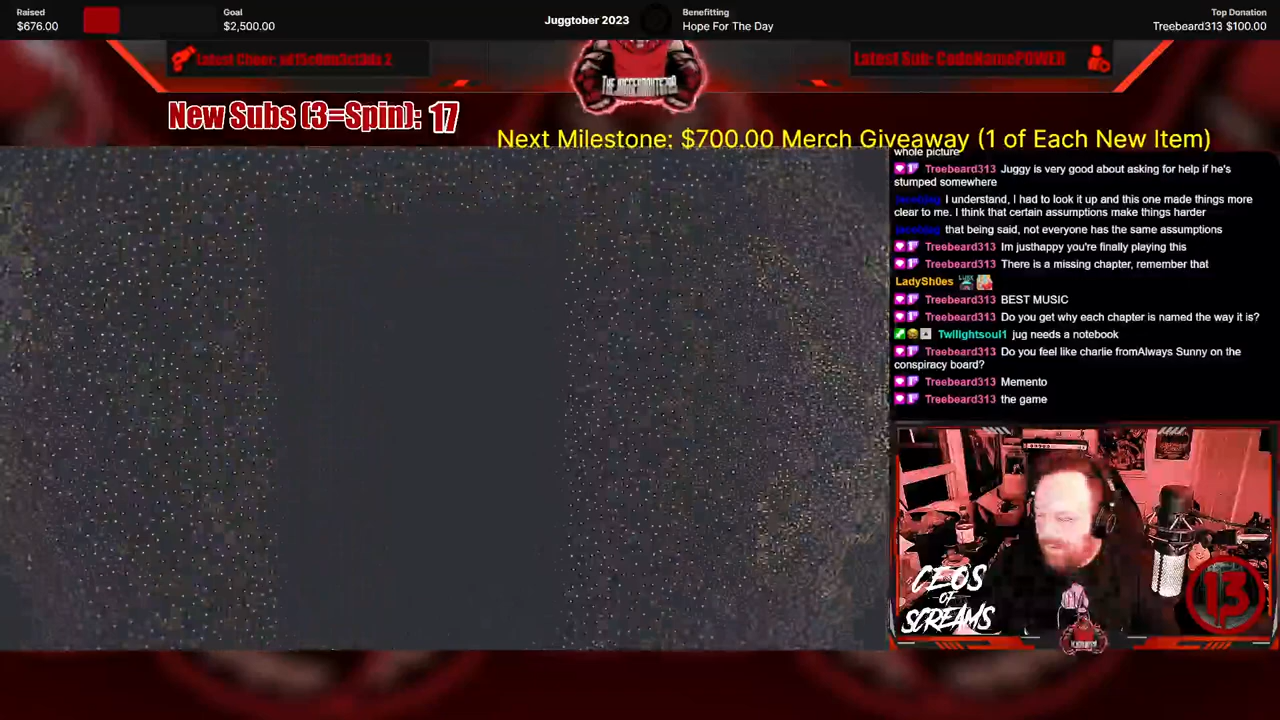 Raised
$676.00
Goal
$2,500.00
Juggtober 2023
Benefitting
Hope For The Day
Top Donation
Treebeard313 $100.00
Latest Sub: CodeNamePOWER
New Subs (3=Spin): 17
Next Milestone: $700.00 Merch Giveaway (1 of Each New Item)
whole picture
Treebeard313 Juggy is very good about asking for help if he's
stumped somewhere
I understand, I had to look it up and this one made things more
clear to me. I think that certain assumptions make things harder
that being said, not everyone has the same assumptions
Treebeard313 Im justhappy you're finally playing this
Treebeard313 There is a missing chapter, remember that
LadySh0es
Treebeard313 BEST MUSIC
Treebeard313 Do you get why each chapter is named the way it is?
Twilightsoul1 jug needs a notebook
Treebeard313 Do you feel like charlie fromAlways Sunny on the
conspiracy board?
Treebeard313 Memento
Treebeard313 the game
CEOS
OF
SCREAMS
13